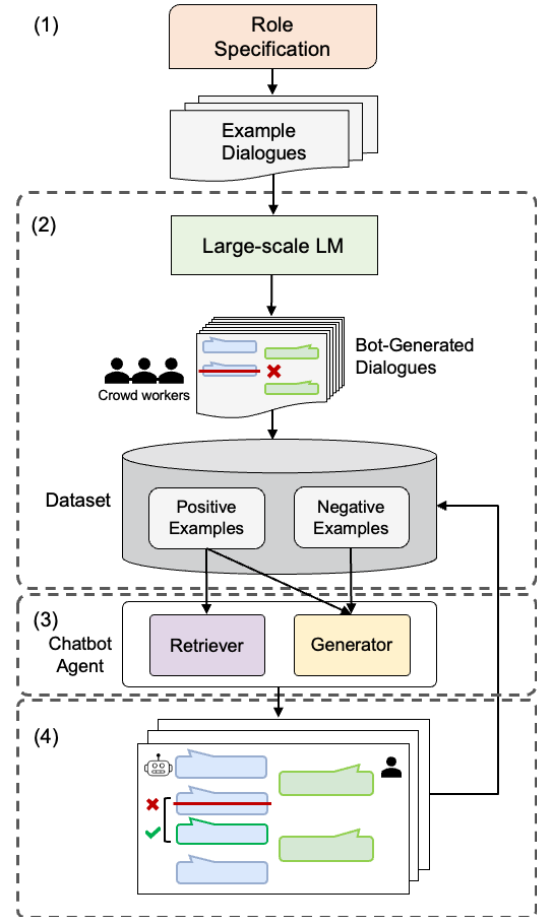 (1)
Role
Specification
Example
Dialogues
(2)
Large-scale LM
Bot-Generated
Dialogues
Crowd workers
Dataset
Positive
Examples
Negative
Examples
(3)
Chatbot
Agent
Retriever
Generator
(4)